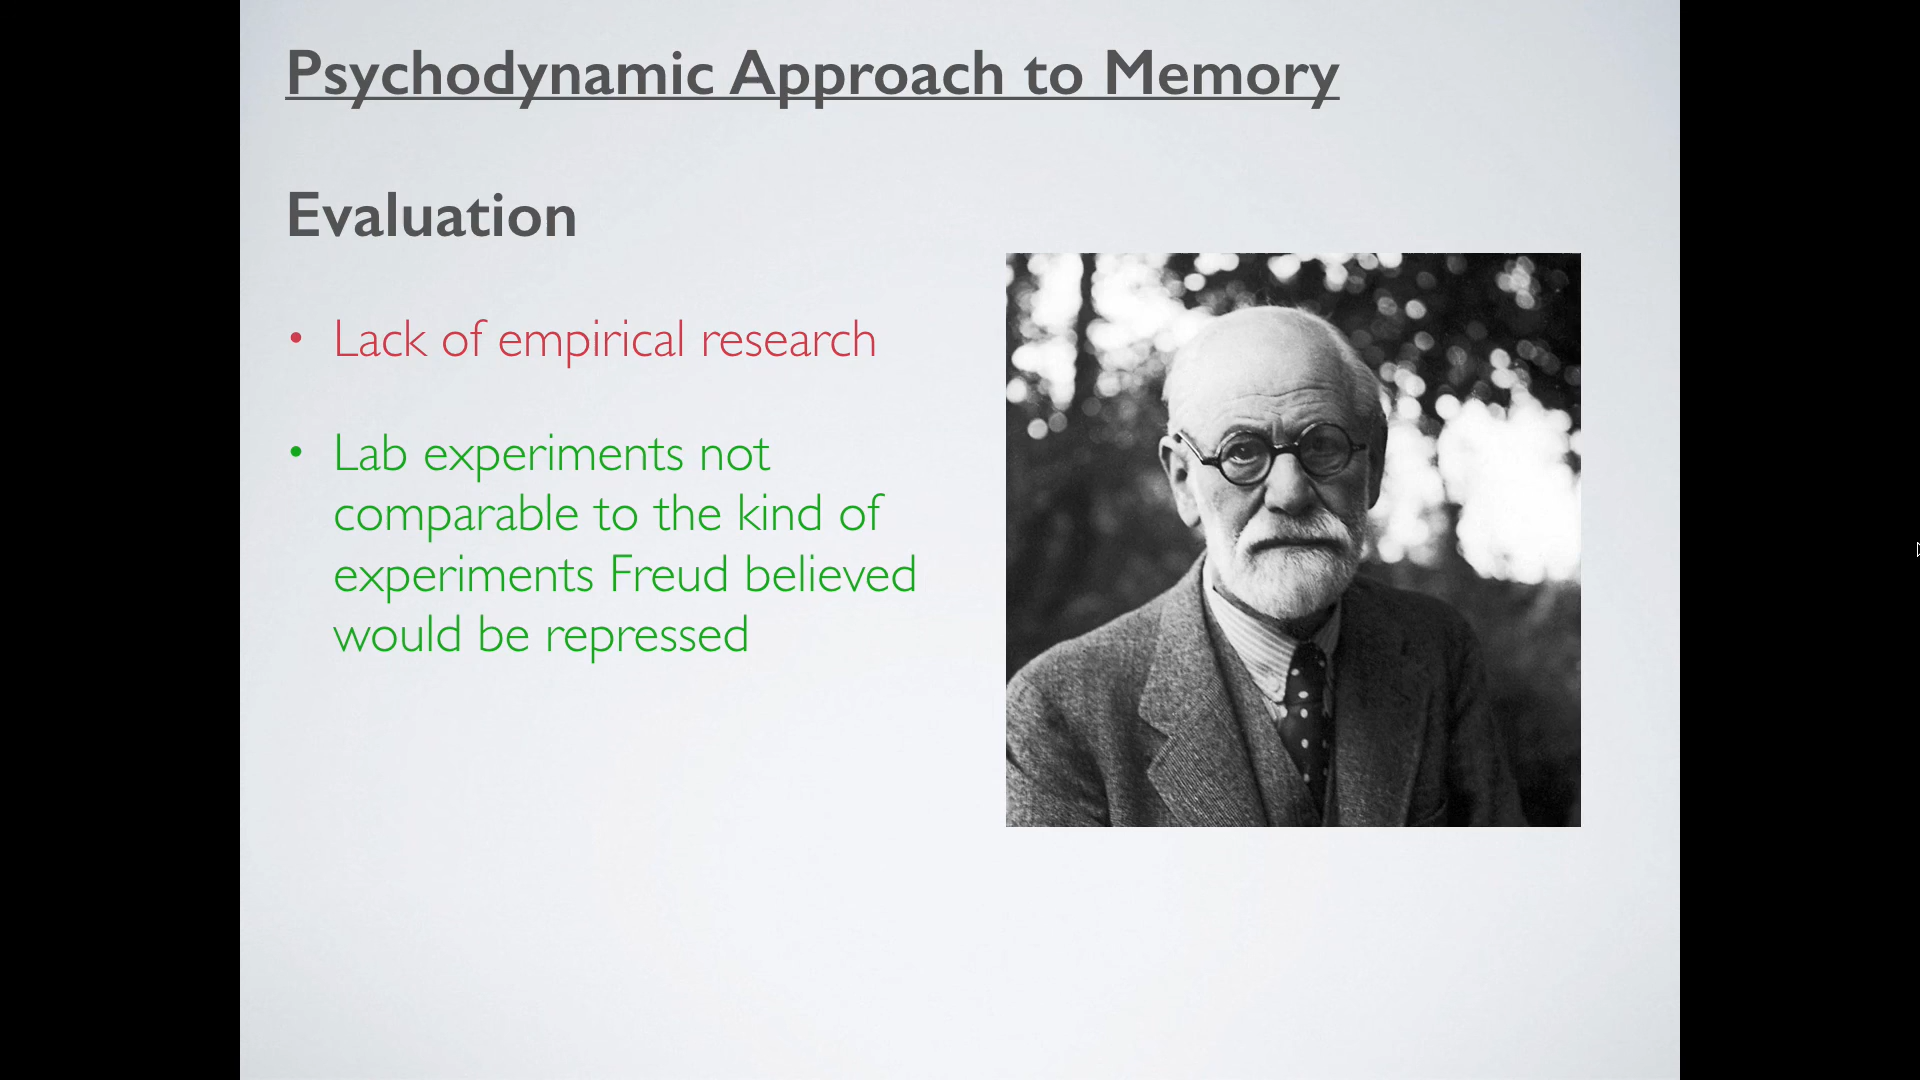 Psychodynamic Approach to Memory
Evaluation
• Lack of empirical research
• Lab experiments not
comparable to the kind of
experiments Freud believed
would be repressed